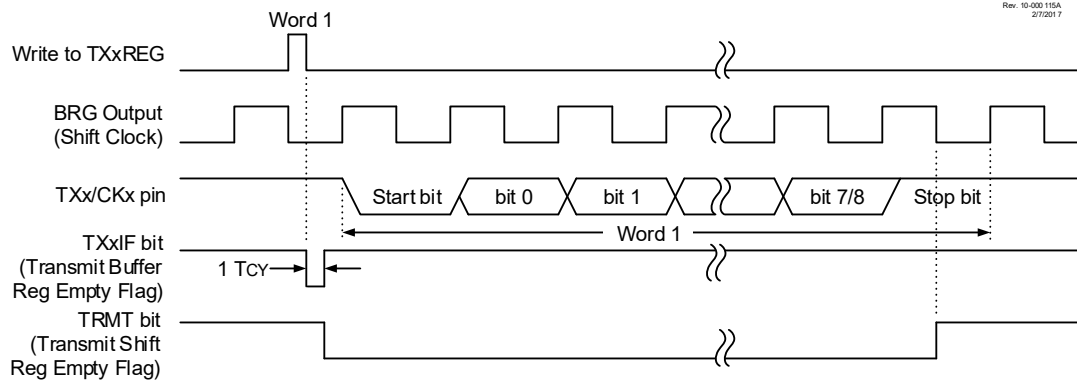 Rev. 10-000 115A
2/7/201 7
Word 1
Write to TXxREG
BRG Output
(Shift Clock)
TXx/CKx pin
Start bit
bit 0
bit 1
bit 7/8
Stop bit
Word 1
TXxIF bit
(Transmit Buffer
Reg Empty Flag)
1 TCY
TRMT bit
(Transmit Shift
Reg Empty Flag)